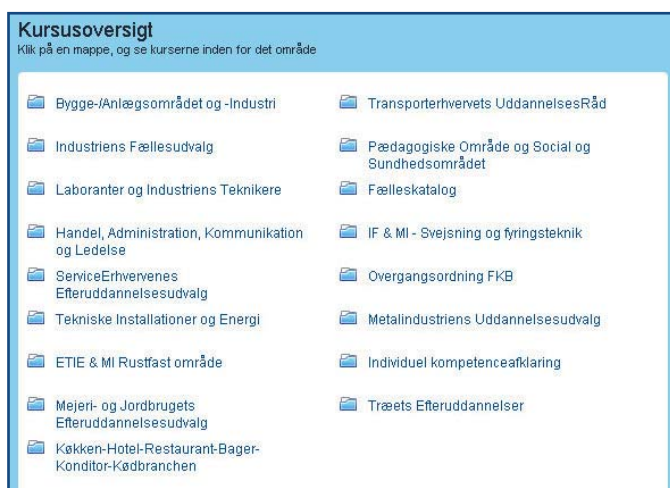 Kursusoversigt
Klik på en mappe, og se kurserne inden for det område
Bygge-/Anlægsområdet og -Industri
Industriens Fællesudvalg
Laboranter og Industriens Teknikere
Handel, Administration, Kommunikation
og Ledelse
ServiceErhvervenes
Efteruddannelsesudvalg
Tekniske Installationer og Energi
ETIE & MI Rustfast område
Mejeri- og Jordbrugets
Efteruddannelsesudvalg
Køkken-Hotel-Restaurant-Bager-
Konditor-Kødbranchen
Transporterhvervets UddannelsesRåd
Pædagogiske Område og Social og
Sundhedsområdet
Fælleskatalog
IF & MI - Svejsning og fyringsteknik
Overgangsordning FKB
Metalindustriens Uddannelsesudvalg
Individuel kompetenceafklaring
Træets Efteruddannelser